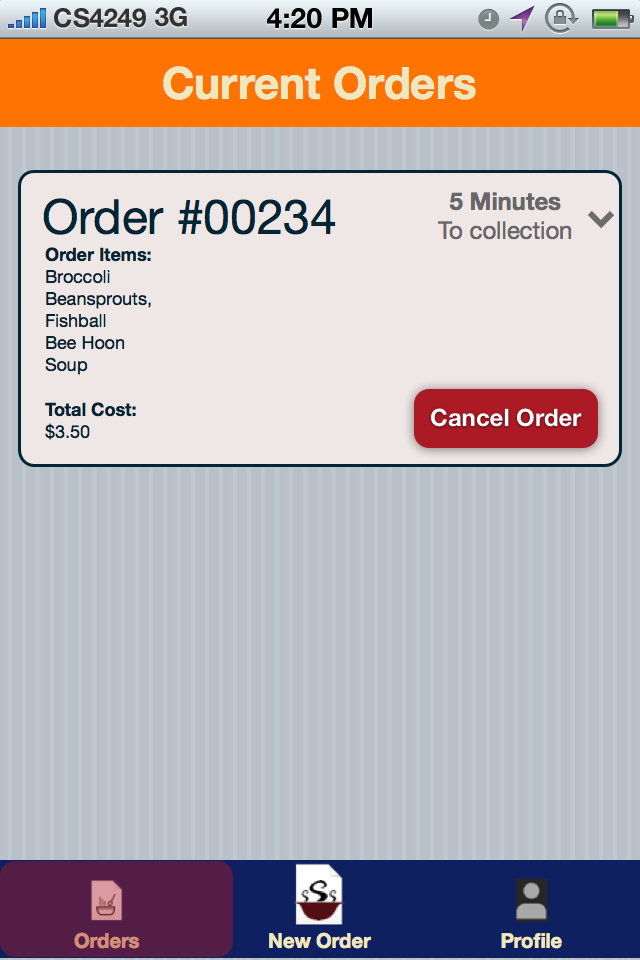 CS4249 3G 4:20 PM
Current Orders
Order #00234
5 Minutes
To collection
Order Items:
Broccoli
Beansprouts,
Fishball
Bee Hoon
Soup
Total Cost:
$3.50
Cancel Order
Orders
New Order
Profile